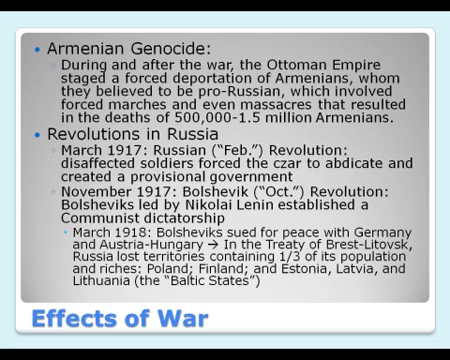 Armenian Genocide:
During and after the war, the Ottoman Empire
staged a forced deportation of Armenians, whom
they believed to be pro-Russian, which involved
forced marches and even massacres that resulted
in the deaths of 500,000-1.5 million Armenians.
Revolutions in Russia
March 1917: Russian (“Feb.”) Revolution:
disaffected soldiers forced the czar to abdicate and
created a provisional government
November 1917: Bolshevik (“Oct.”) Revolution:
Bolsheviks led by Nikolai Lenin established a
Communist dictatorship
March 1918: Bolsheviks sued for peace with Germany
and Austria-Hungary → In the Treaty of Brest-Litovsk,
Russia lost territories containing 1/3 of its population
and riches: Poland; Finland; and Estonia, Latvia, and
Lithuania (the “Baltic States”)
Effects of War